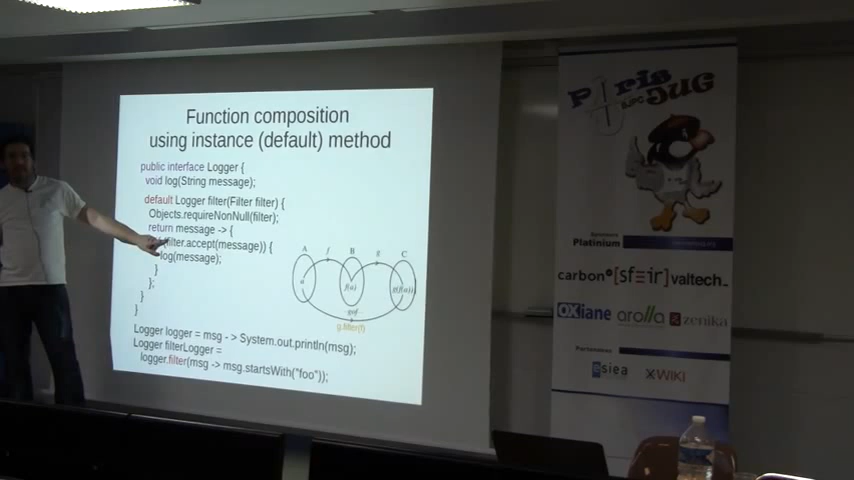 Function composition
using instance (default) method
public interface Logger {
void log(String message);
default Logger filter(Filter filter) {
Objects.requireNonNull(filter);
return message -> {
filter.accept(message)) {
log(message);
}
};
}
}
A f B g C
a f(a) g(f(a))
g.filter(f)
Logger logger = msg - > System.out.println(msg);
Logger filterLogger =
logger.filter(msg -> msg.startsWith("foo"));
Paris
JUG
Sponsors
Platinium
carbon
[sfeir]
valtech_
OXiane
arolla
zenika
Partenaires
esiea
XWIKI